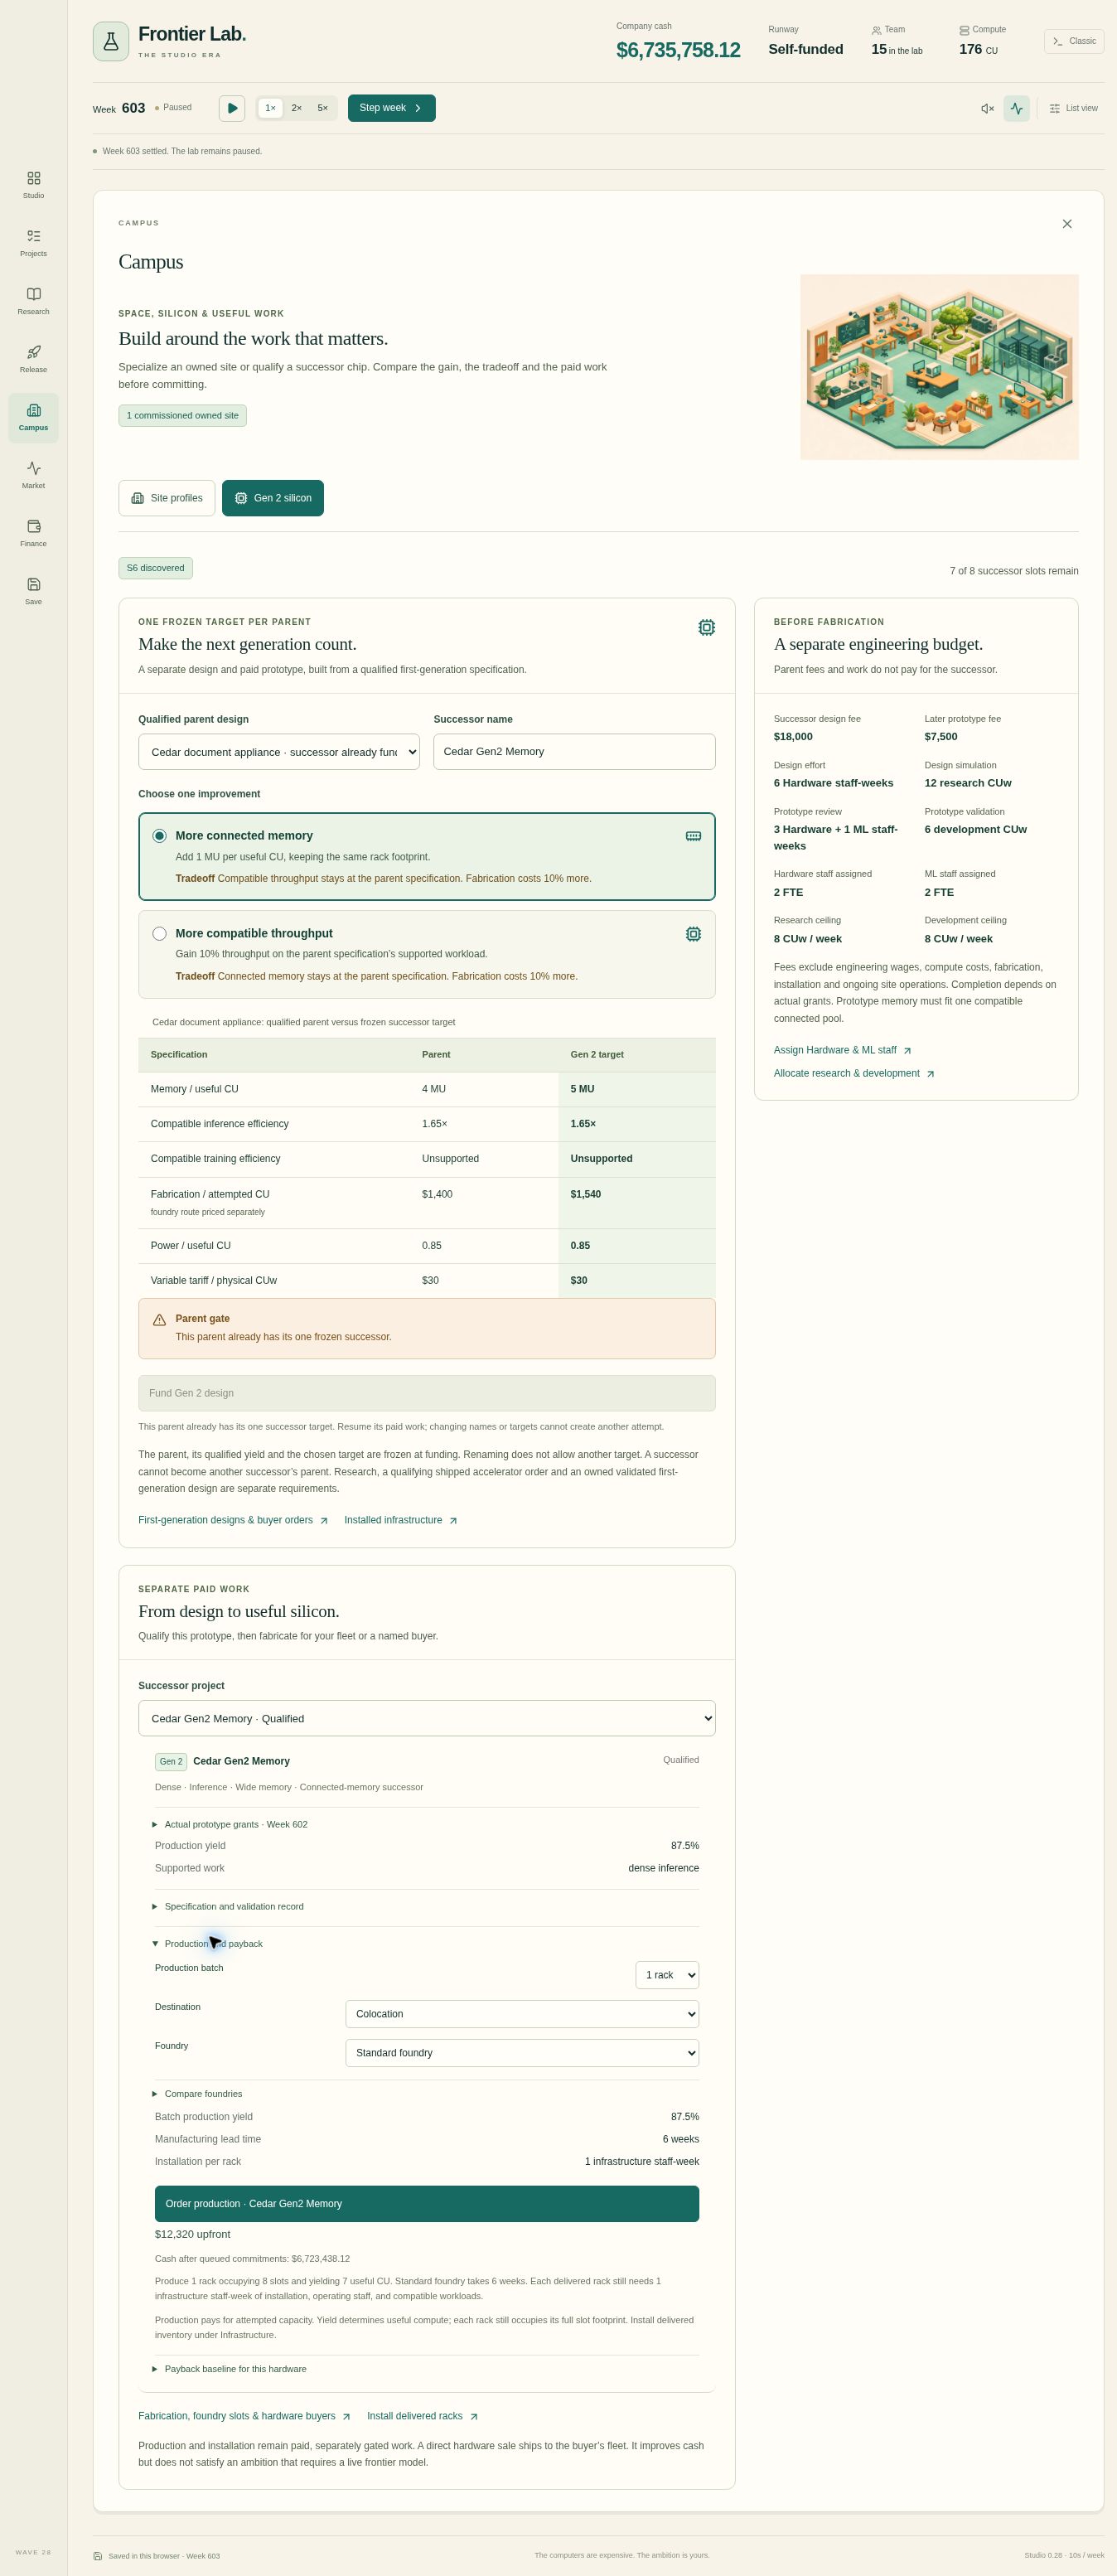 Frontier Lab.
THE STUDIO ERA
Company cash
$6,735,758.12
Runway
Self-funded
Team
15 in the lab
Compute
176 CU
Classic
Week 603
Paused
1×
2×
5×
Step week
List view
Week 603 settled. The lab remains paused.
Studio
Projects
Research
Release
Campus
Market
Finance
Save
WAVE 28
CAMPUS
Campus
SPACE, SILICON & USEFUL WORK
Build around the work that matters.
Specialize an owned site or qualify a successor chip. Compare the gain, the tradeoff and the paid work
before committing.
1 commissioned owned site
Site profiles
Gen 2 silicon
S6 discovered
7 of 8 successor slots remain
ONE FROZEN TARGET PER PARENT
Make the next generation count.
A separate design and paid prototype, built from a qualified first-generation specification.
Qualified parent design
Successor name
Cedar document appliance · successor already
Cedar Gen2 Memory
Choose one improvement
More connected memory
Add 1 MU per useful CU, keeping the same rack footprint.
Tradeoff Compatible throughput stays at the parent specification. Fabrication costs 10% more.
More compatible throughput
Gain 10% throughput on the parent specification's supported workload.
Tradeoff Connected memory stays at the parent specification. Fabrication costs 10% more.
Cedar document appliance: qualified parent versus frozen successor target
Specification Parent Gen 2 target
Memory / useful CU 4 MU 5 MU
Compatible inference efficiency 1.65× 1.65×
Compatible training efficiency Unsupported Unsupported
Fabrication / attempted CU $1,400 $1,540
foundry route priced separately
Power / useful CU 0.85 0.85
Variable tariff / physical CUw $30 $30
Parent gate
This parent already has its one frozen successor.
Fund Gen 2 design
This parent already has its one successor target. Resume its paid work; changing names or targets cannot create another attempt.
The parent, its qualified yield and the chosen target are frozen at funding. Renaming does not allow another target. A successor
cannot become another successor's parent. Research, a qualifying shipped accelerator order and an owned validated first-
generation design are separate requirements.
First-generation designs & buyer orders
Installed infrastructure
BEFORE FABRICATION
A separate engineering budget.
Parent fees and work do not pay for the successor.
Successor design fee
$18,000
Later prototype fee
$7,500
Design effort
6 Hardware staff-weeks
Design simulation
12 research CUw
Prototype review
3 Hardware + 1 ML staff-
weeks
Prototype validation
6 development CUw
Hardware staff assigned
2 FTE
ML staff assigned
2 FTE
Research ceiling
8 CUw / week
Development ceiling
8 CUw / week
Fees exclude engineering wages, compute costs, fabrication,
installation and ongoing site operations. Completion depends on
actual grants. Prototype memory must fit one compatible
connected pool.
Assign Hardware & ML staff
Allocate research & development
SEPARATE PAID WORK
From design to useful silicon.
Qualify this prototype, then fabricate for your fleet or a named buyer.
Successor project
Cedar Gen2 Memory · Qualified
Gen 2 Cedar Gen2 Memory
Qualified
Dense · Inference · Wide memory · Connected-memory successor
Actual prototype grants · Week 602
Production yield 87.5%
Supported work dense inference
Specification and validation record
Production payback
Production batch
1 rack
Destination
Colocation
Foundry
Standard foundry
Compare foundries
Batch production yield 87.5%
Manufacturing lead time 6 weeks
Installation per rack 1 infrastructure staff-week
Order production · Cedar Gen2 Memory
$12,320 upfront
Cash after queued commitments: $6,723,438.12
Produce 1 rack occupying 8 slots and yielding 7 useful CU. Standard foundry takes 6 weeks. Each delivered rack still needs 1
infrastructure staff-week of installation, operating staff, and compatible workloads.
Production pays for attempted capacity. Yield determines useful compute; each rack still occupies its full slot footprint. Install delivered
inventory under Infrastructure.
Payback baseline for this hardware
Fabrication, foundry slots & hardware buyers
Install delivered racks
Production and installation remain paid, separately gated work. A direct hardware sale ships to the buyer's fleet. It improves cash
but does not satisfy an ambition that requires a live frontier model.
Saved in this browser · Week 603
The computers are expensive. The ambition is yours.
Studio 0.28 · 10s / week